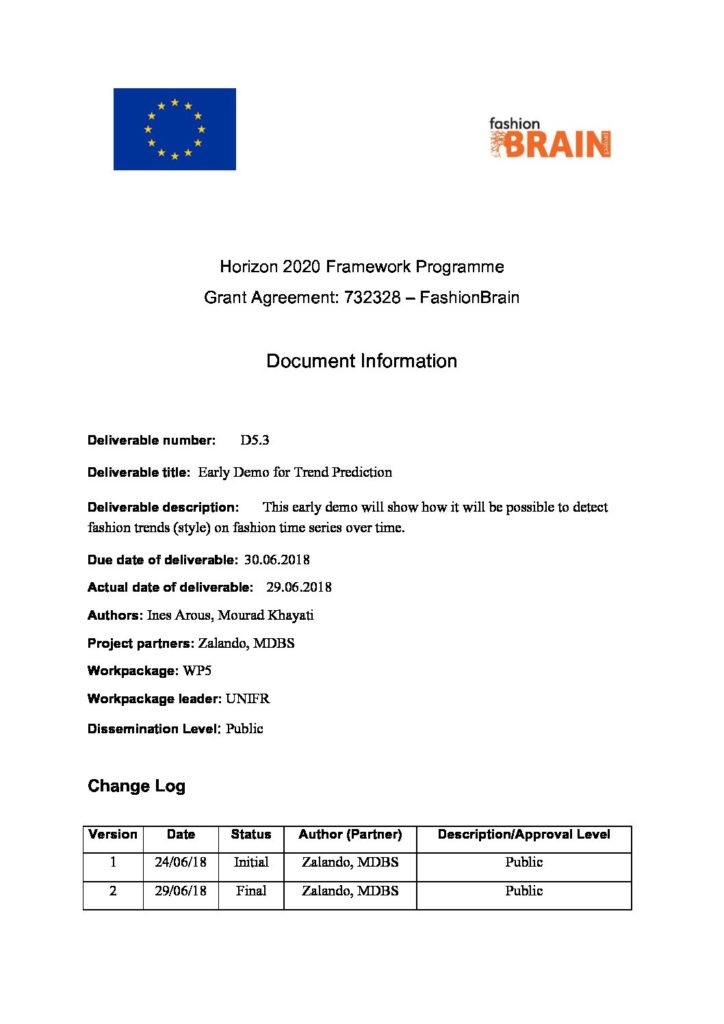 fashion
BRAIN
project
Horizon 2020 Framework Programme
Grant Agreement: 732328 – FashionBrain
Document Information
Deliverable number: D5.3
Deliverable title: Early Demo for Trend Prediction
Deliverable description: This early demo will show how it will be possible to detect
fashion trends (style) on fashion time series over time.
Due date of deliverable: 30.06.2018
Actual date of deliverable: 29.06.2018
Authors: Ines Arous, Mourad Khayati
Project partners: Zalando, MDBS
Workpackage: WP5
Workpackage leader: UNIFR
Dissemination Level: Public
Change Log
Version Date Status Author (Partner) Description/Approval Level
1 24/06/18 Initial Zalando, MDBS Public
2 29/06/18 Final Zalando, MDBS Public